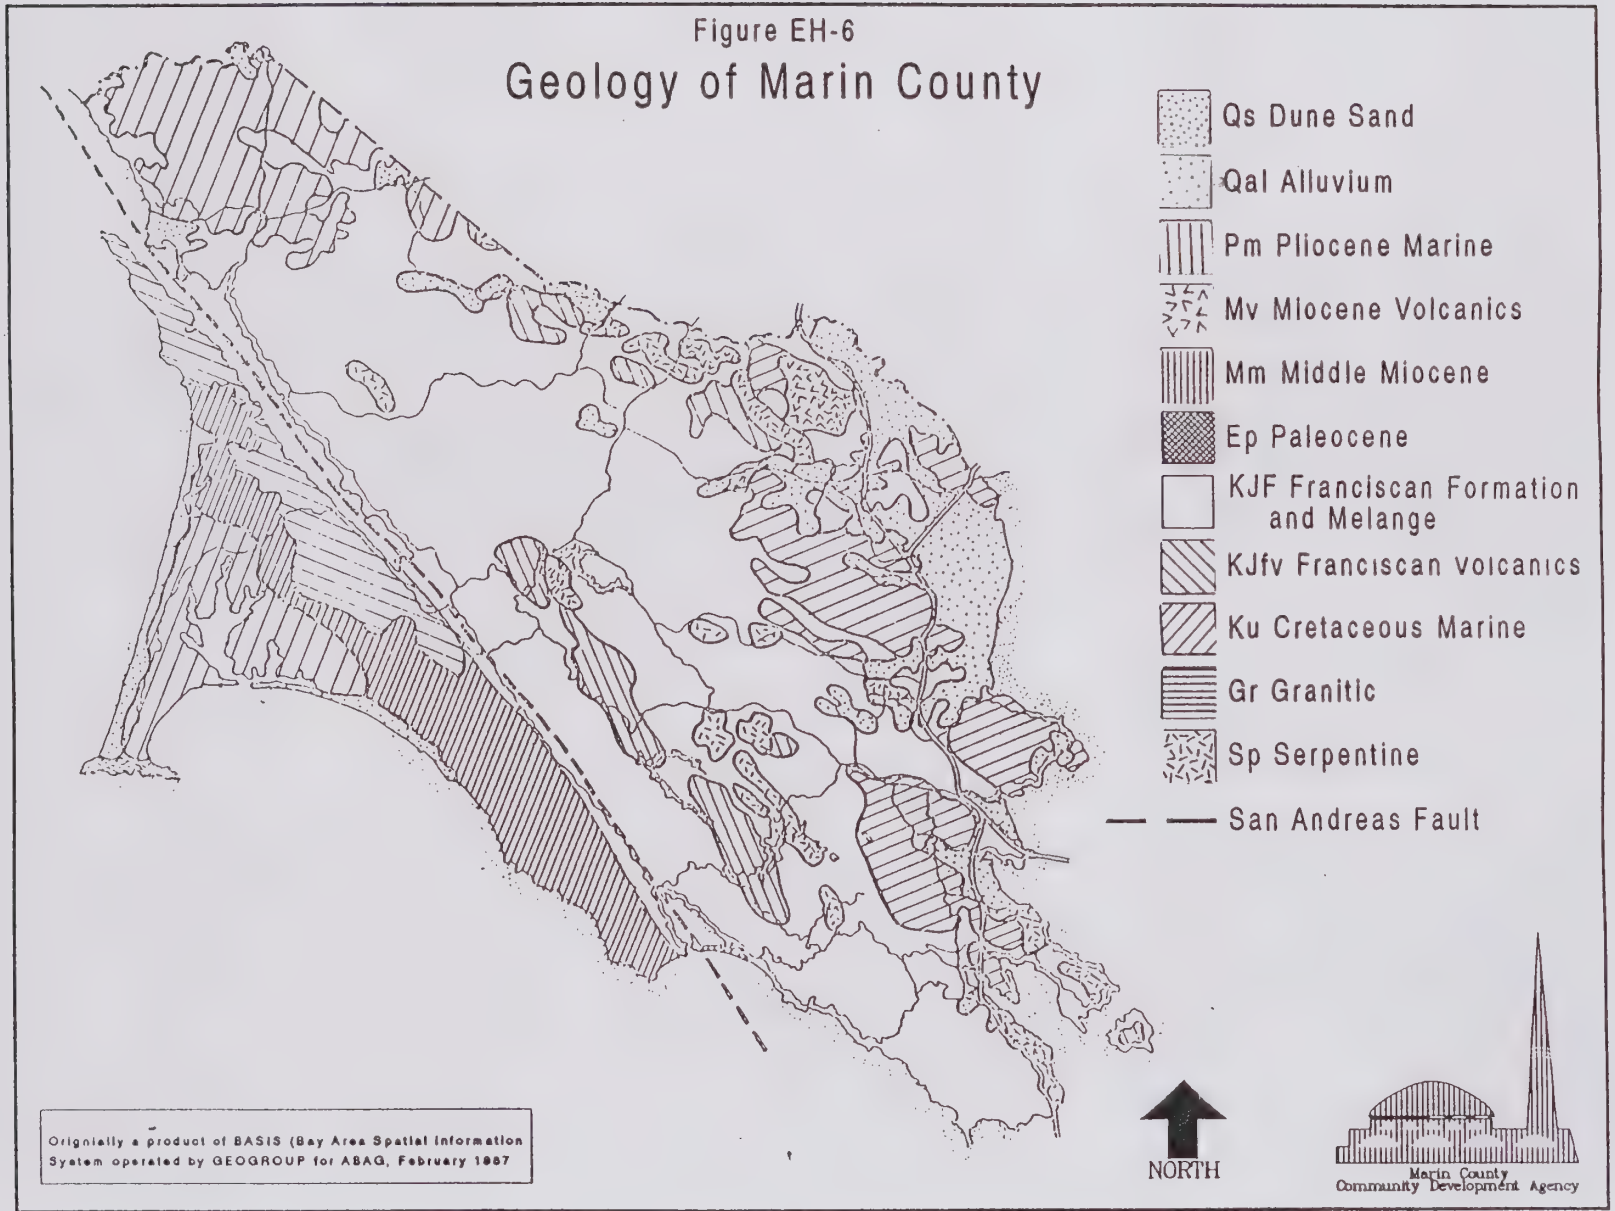 Figure EH-6
Geology of Marin County
Qs Dune Sand
Qal Alluvium
Pm Pliocene Marine
Mv Miocene Volcanics
Mm Middle Miocene
Ep Paleocene
KJF Franciscan Formation
and Melange
KJfv Franciscan Volcanics
Ku Cretaceous Marine
Gr Granitic
Sp Serpentine
San Andreas Fault
Orignially a product of BASIS (Bay Area Spatial Information
System operated by GEOGROUP for ABAG, February 1987
NORTH
Marin County
Community Development Agency